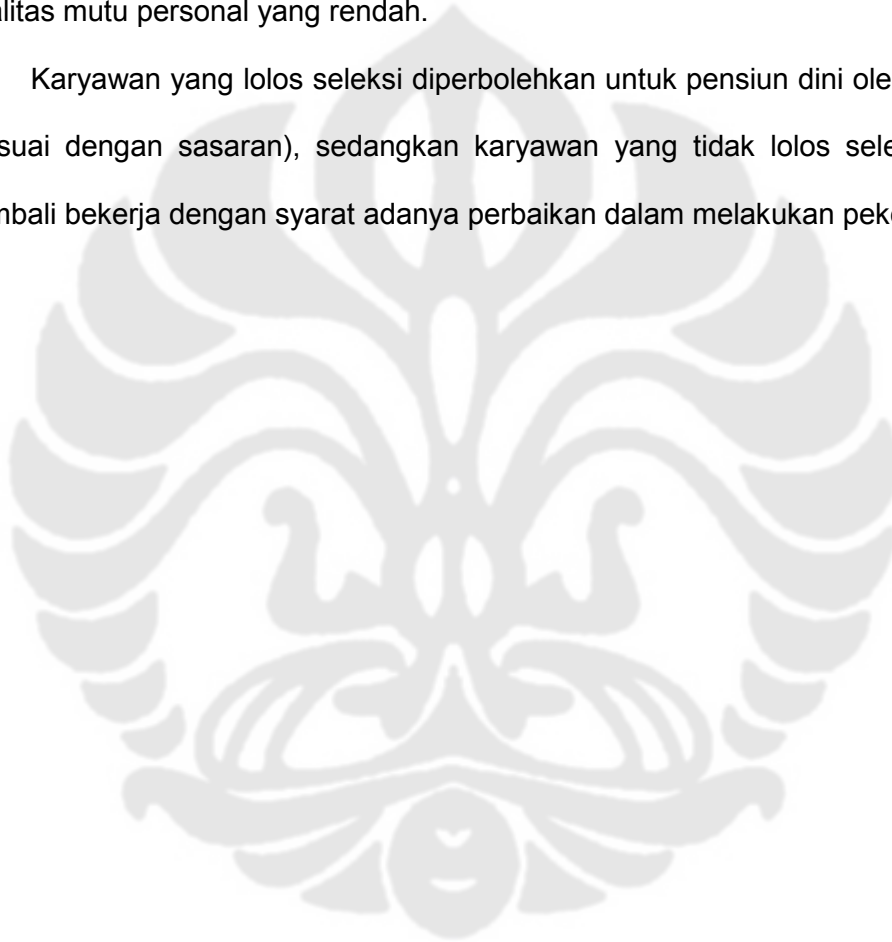 alitas mutu personal yang rendah.
Karyawan yang lolos seleksi diperbolehkan untuk pensiun dini ole
suai dengan sasaran), sedangkan karyawan yang tidak lolos sele
mbali bekerja dengan syarat adanya perbaikan dalam melakukan peke